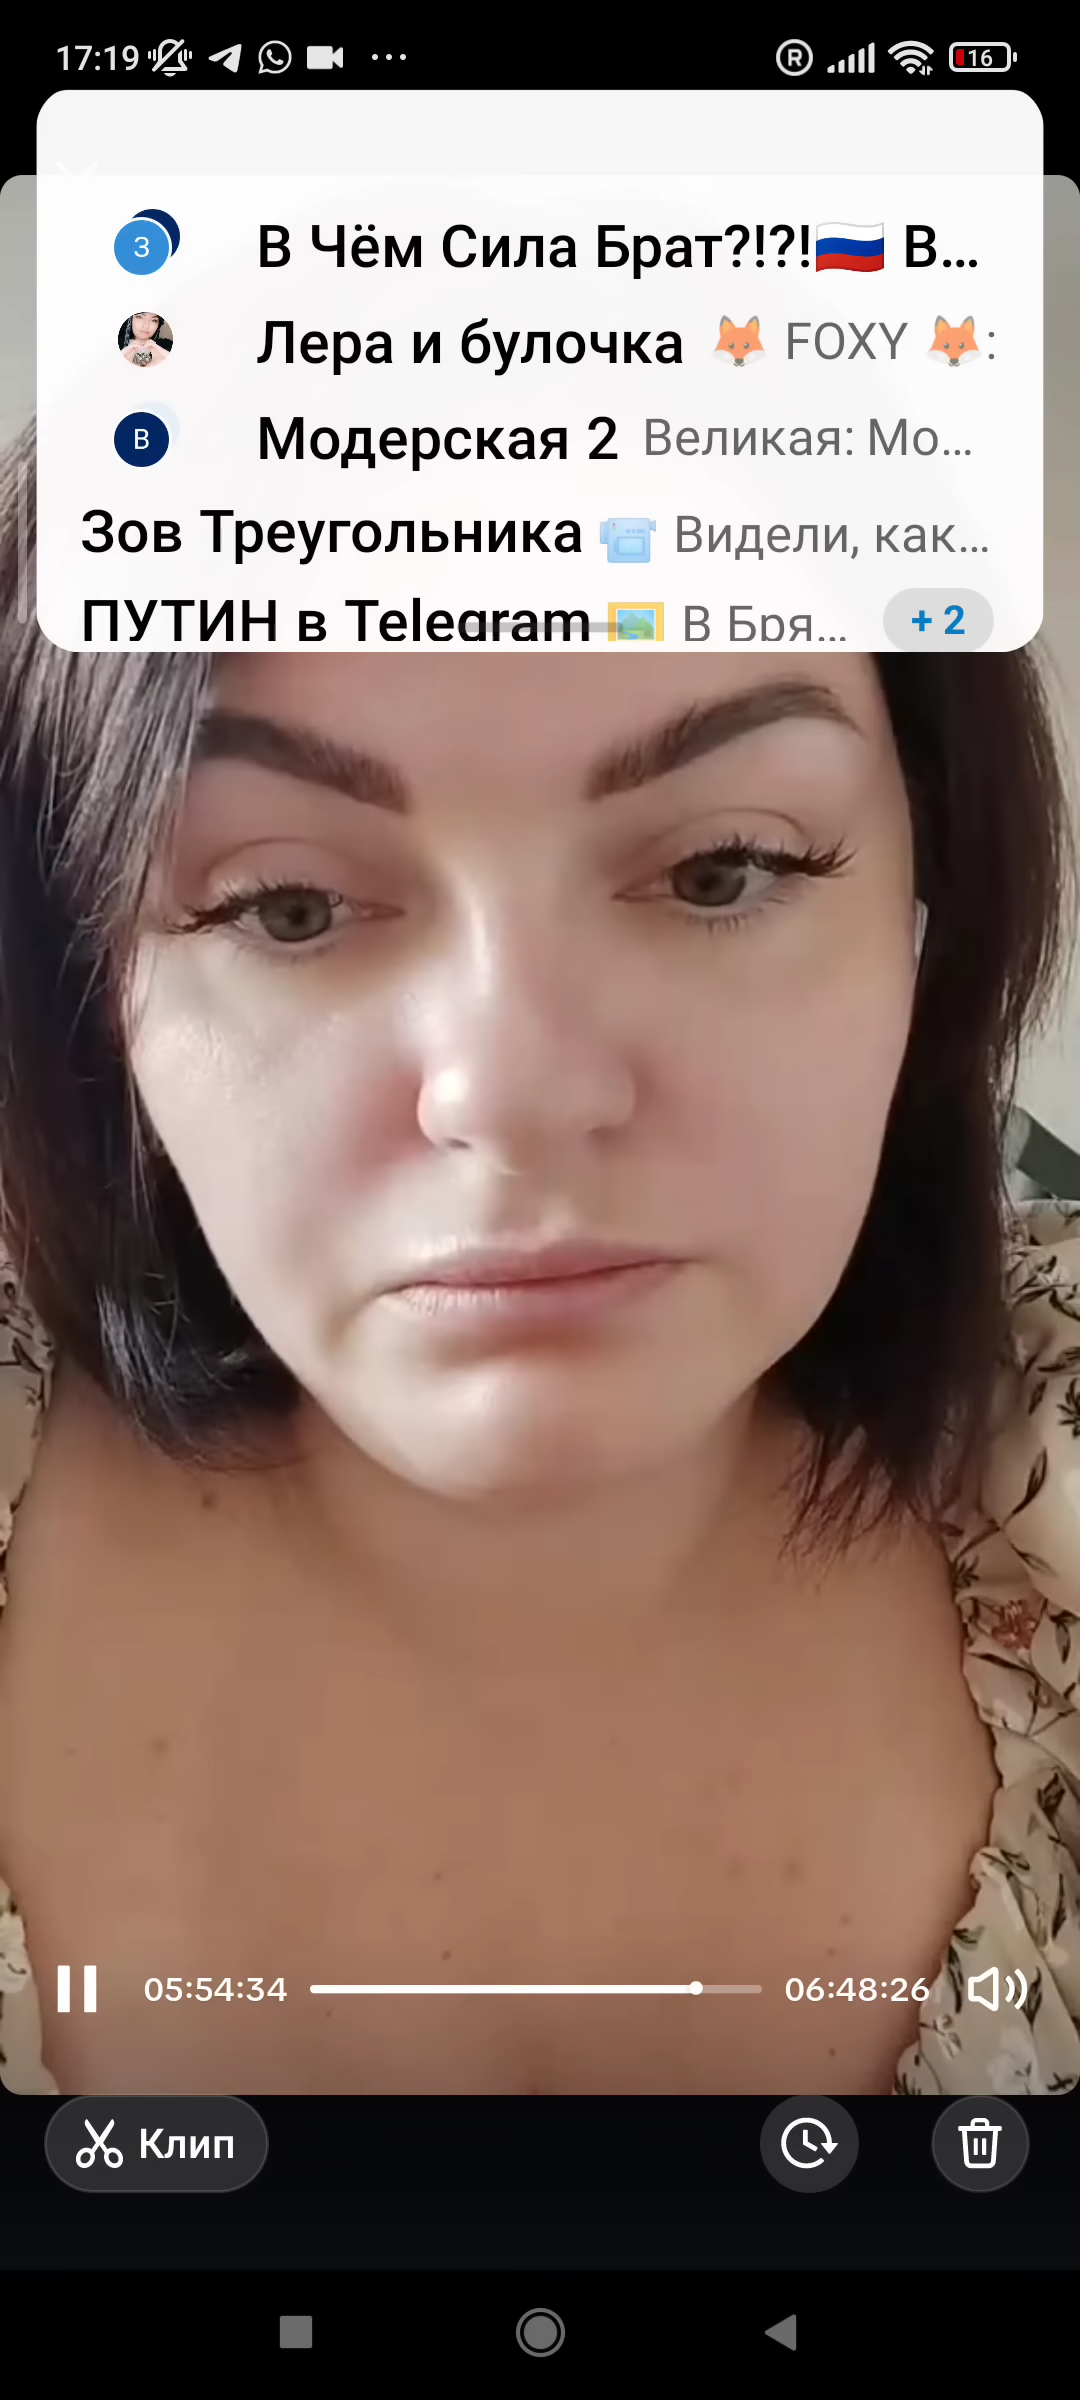 17:19 R 16
З В Чём Сила Брат?!?!🇷🇺 В...
Лера и булочка 🦊 FOXY 🦊:
В Модерская 2 Великая: Мо...
Зов Треугольника Видели, как...
ПУТИН в Telegram В Бря... + 2
05:54:34 06:48:26
Клип